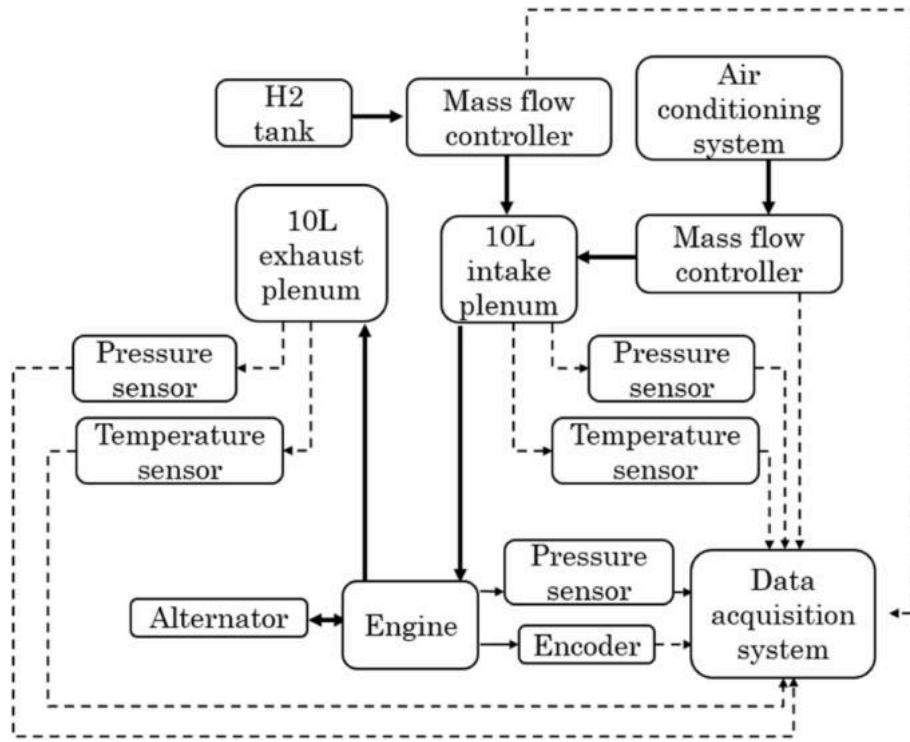 H2
tank
Mass flow
controller
Air
conditioning
system
10L
exhaust
plenum
10L
intake
plenum
Mass flow
controller
Pressure
sensor
Pressure
sensor
Temperature
sensor
Temperature
sensor
Pressure
sensor
Data
acquisition
system
Alternator
Engine
Encoder